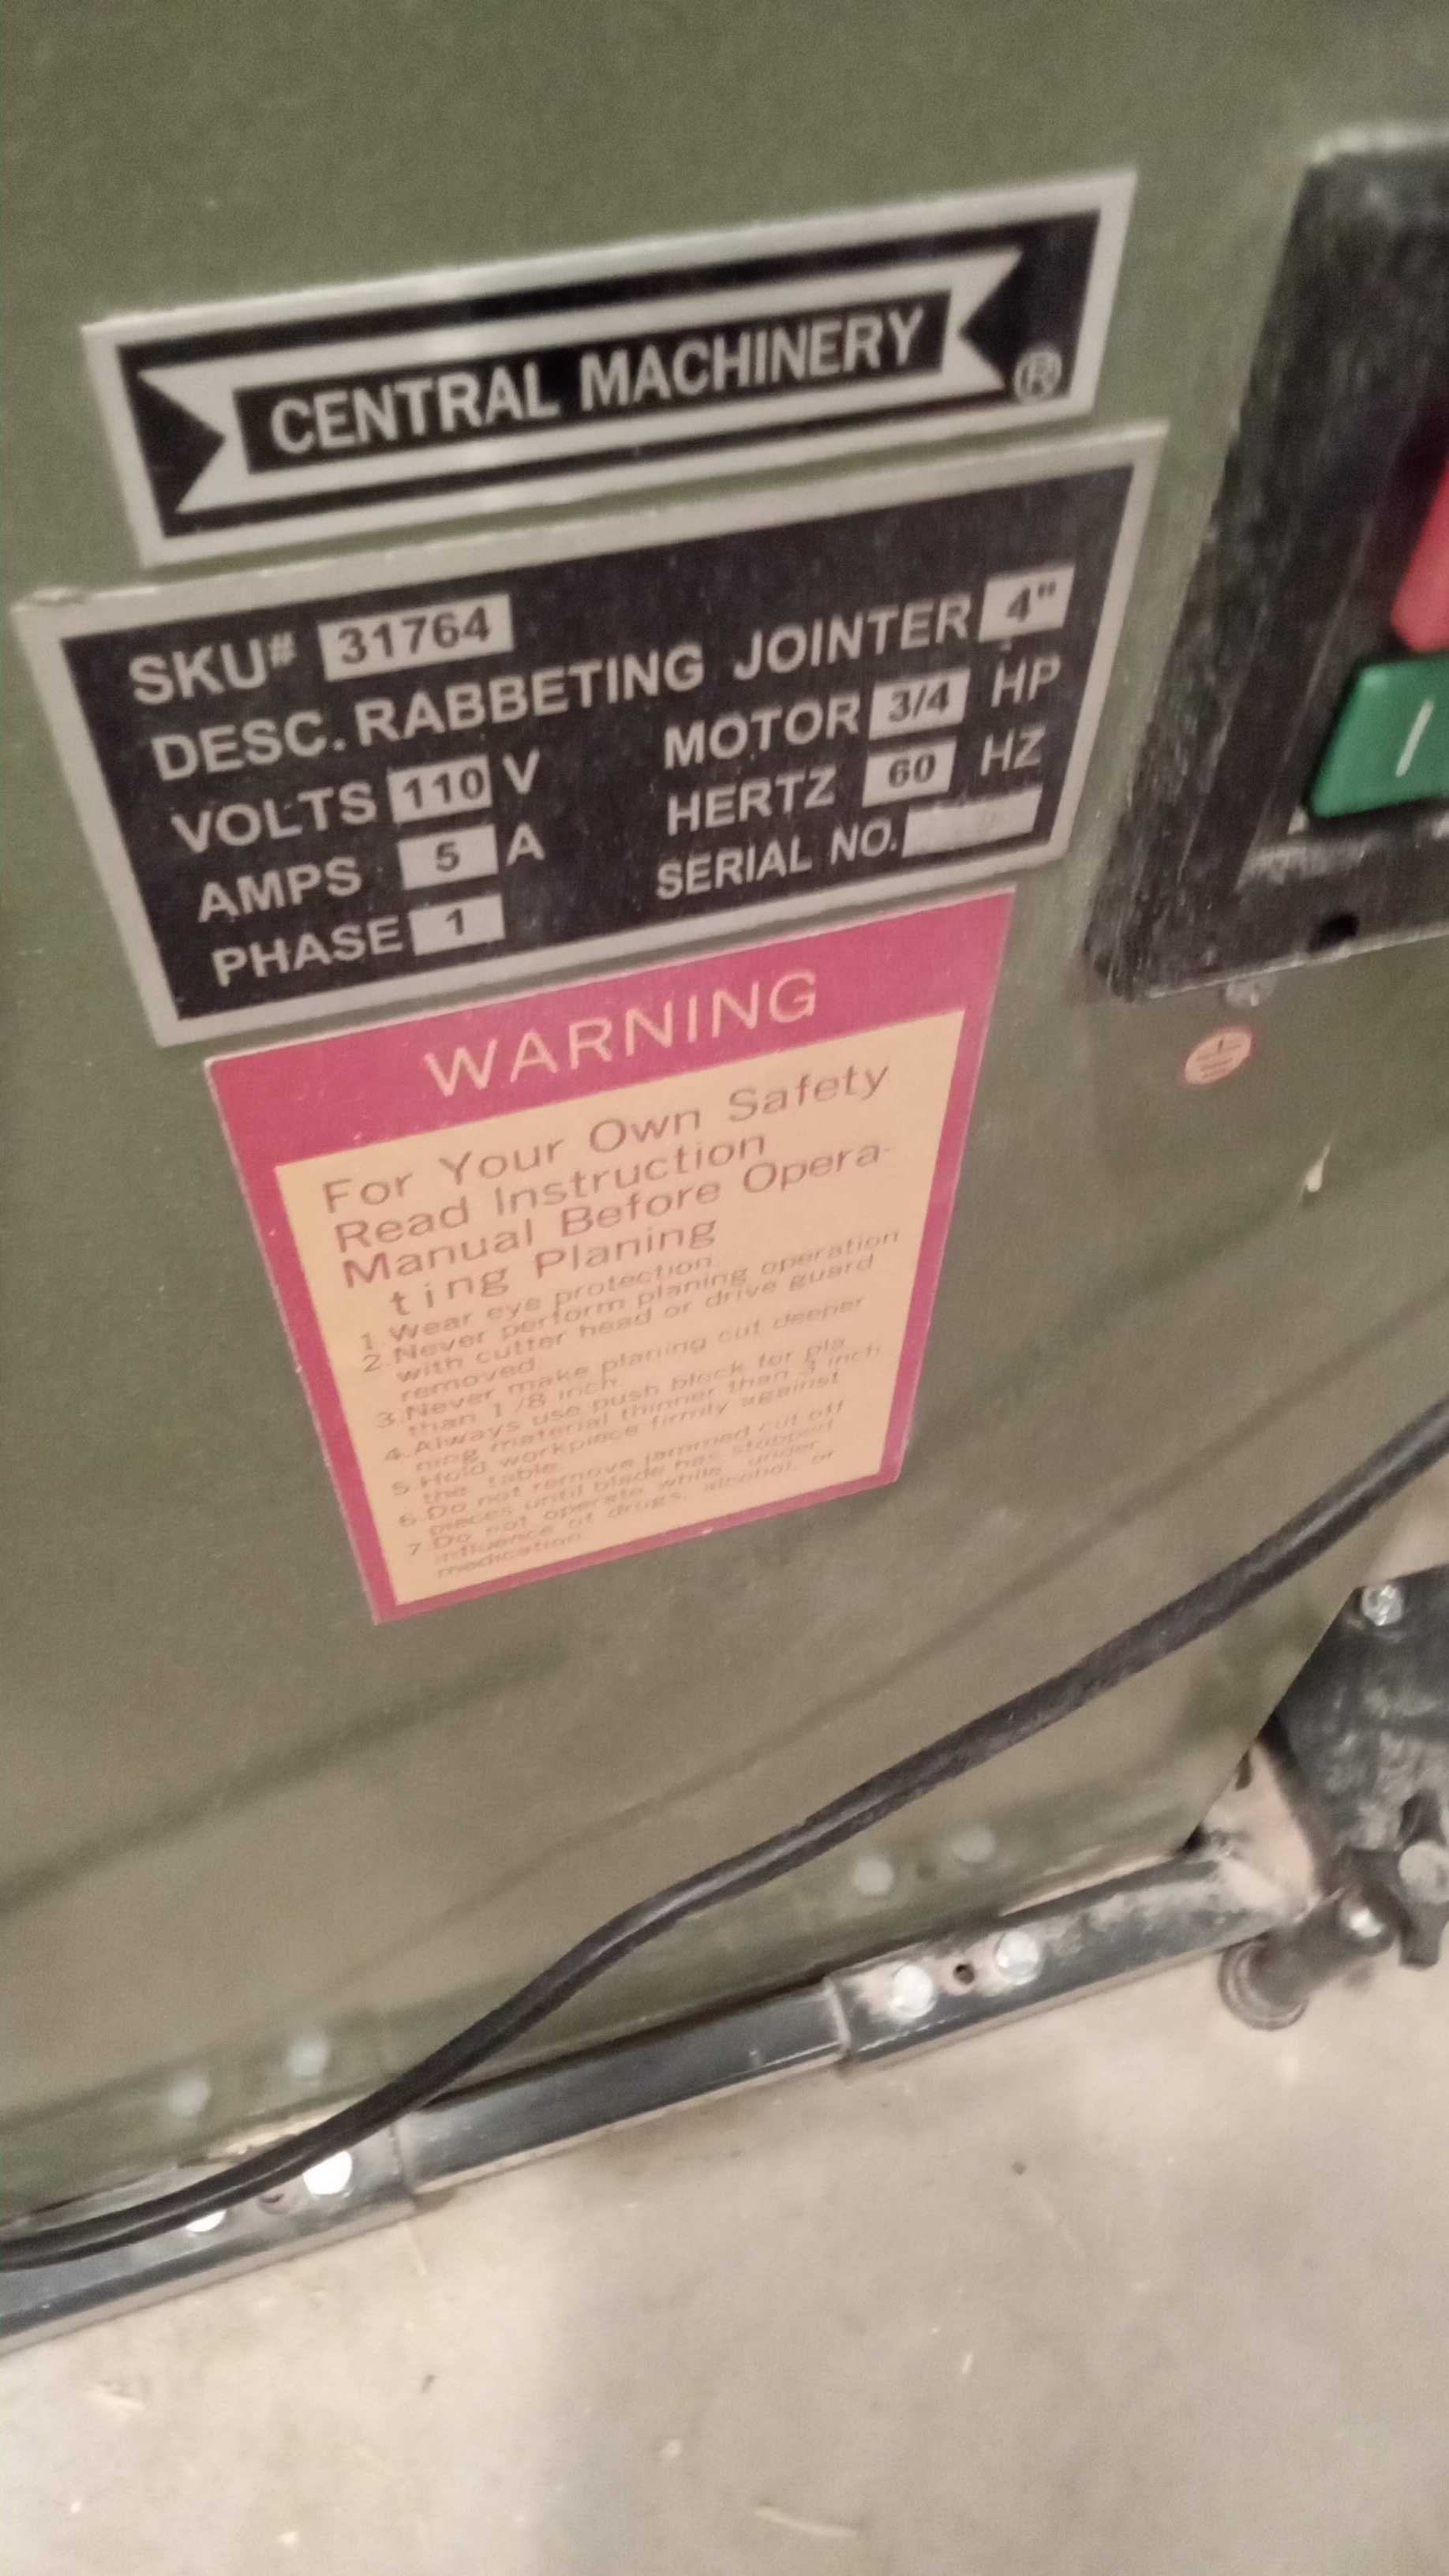 CENTRAL MACHINERY ®
SKU# 31764
DESC. RABBETING JOINTER 4"
VOLTS 110 V MOTOR 3/4 HP
AMPS 5 A HERTZ 60 HZ
PHASE 1 SERIAL NO.
WARNING
For Your Own Safety
Read Instruction
Manual Before Opera-
ting Planing
1. Wear eye protection
2. Never perform planing operation
with cutter head or drive guard
removed.
3. Never make planing cut deeper
than 1/8 inch.
4. Always use push block for pla
ning material thinner than 3 inch
5. Hold workpiece firmly against
the table.
6. Do not remove jammed cut off
pieces until blade has stopped
7. Do not operate while under
influence of drugs, alcohol, or
medication.